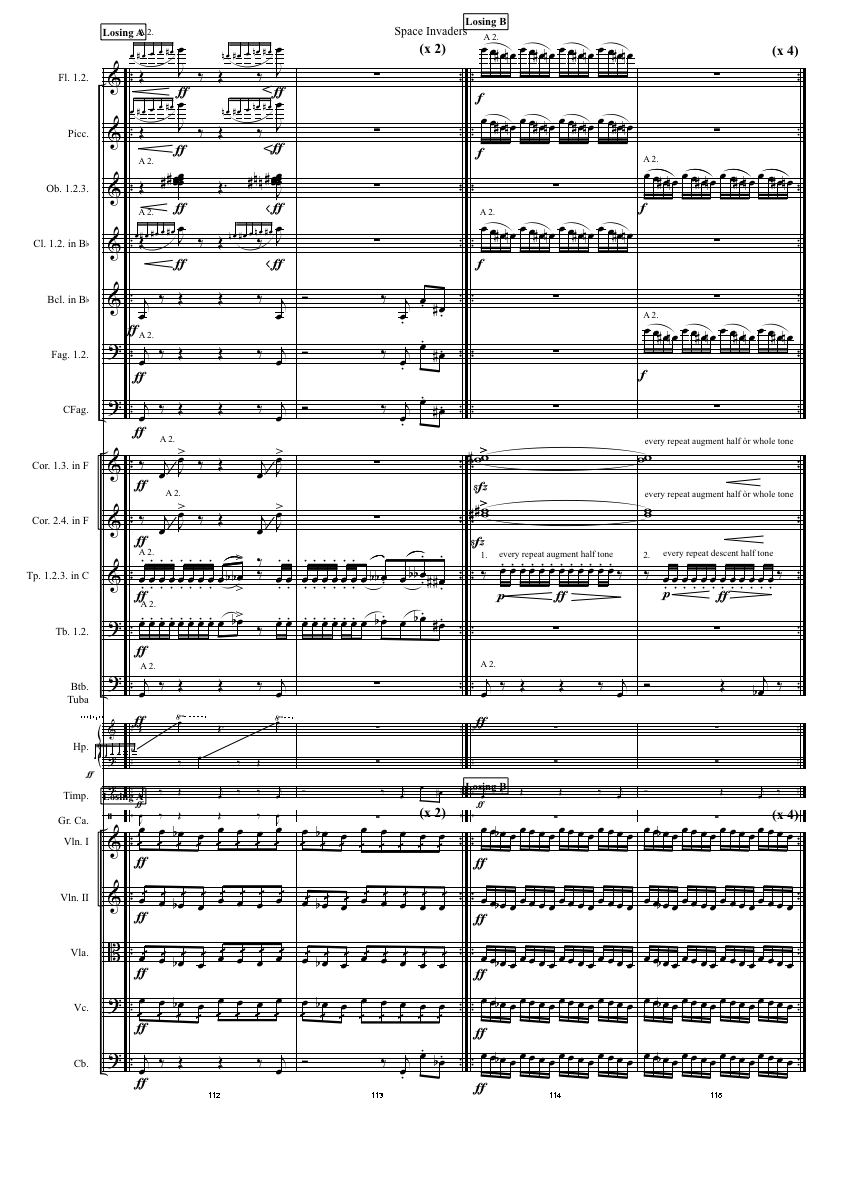 Space Invaders
Losing A
A 2.
(x 2)
Losing B
A 2.
(x 4)
Fl. 1.2.
ff
ff
f
Picc.
ff
ff
f
A 2.
A 2.
Ob. 1.2.3.
ff
ff
f
A 2.
A 2.
Cl. 1.2. in B♭
ff
ff
f
Bcl. in B♭
ff
A 2.
A 2.
Fag. 1.2.
ff
f
CFag.
ff
A 2.
every repeat augment half or whole tone
Cor. 1.3. in F
ff
sfz
A 2.
every repeat augment half or whole tone
Cor. 2.4. in F
ff
sfz
A 2.
1. every repeat augment half tone
2. every repeat descent half tone
Tp. 1.2.3. in C
ff
p ff
p ff
A 2.
Tb. 1.2.
ff
A 2.
A 2.
Btb.
Tuba
ff
ff
8va
8va
Hp.
ff
Timp.
Losing A
Losing B
ff
ff
(x 2)
(x 4)
Gr. Ca.
Vln. I
ff
ff
Vln. II
ff
ff
Vla.
ff
ff
Vc.
ff
ff
Cb.
ff
ff
112
113
114
115